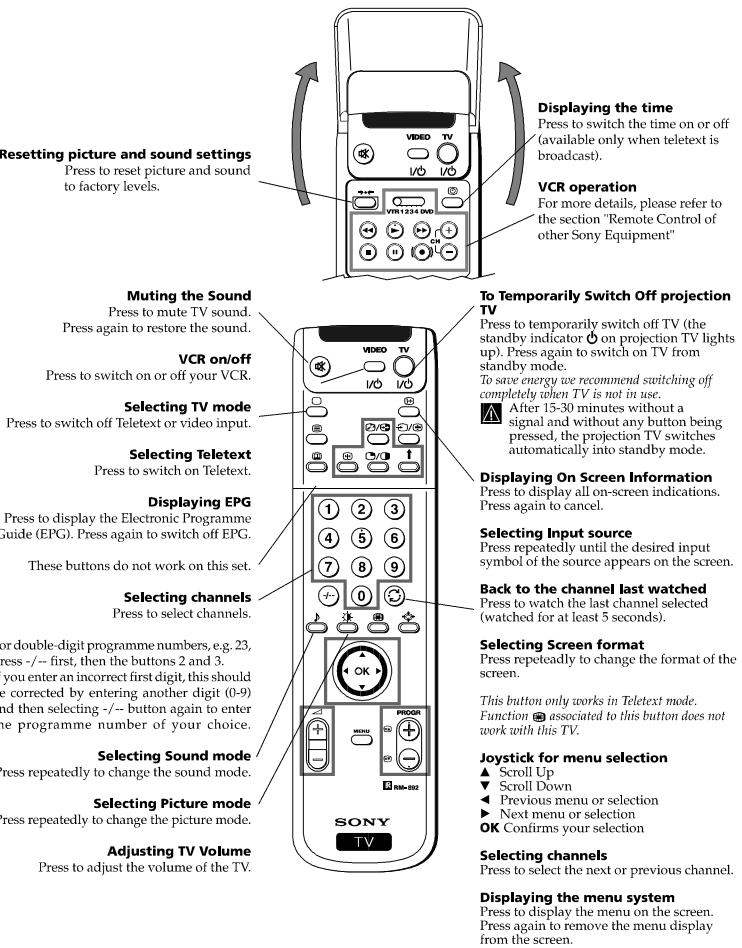 Displaying the time
Press to switch the time on or off
(available only when teletext is
broadcast).
VCR operation
For more details, please refer to
the section "Remote Control of
other Sony Equipment"
Resetting picture and sound settings
Press to reset picture and sound
to factory levels.
VIDEO TV
I/
I/
VTR 1 2 3 4 DVD
CH
+
−
Muting the Sound
Press to mute TV sound.
Press again to restore the sound.
VCR on/off
Press to switch on or off your VCR.
Selecting TV mode
Press to switch off Teletext or video input.
Selecting Teletext
Press to switch on Teletext.
Displaying EPG
Press to display the Electronic Programme
Guide (EPG). Press again to switch off EPG.
These buttons do not work on this set.
Selecting channels
Press to select channels.
or double-digit programme numbers, e.g. 23,
ress -/-- first, then the buttons 2 and 3.
f you enter an incorrect first digit, this should
e corrected by entering another digit (0-9)
nd then selecting -/-- button again to enter
he programme number of your choice.
Selecting Sound mode
Press repeatedly to change the sound mode.
Selecting Picture mode
Press repeatedly to change the picture mode.
Adjusting TV Volume
Press to adjust the volume of the TV.
VIDEO TV
I/
I/
1 2 3
4 5 6
7 8 9
-/-- 0
OK
PROGR
MENU
+
−
+
−
R RM-892
SONY
TV
To Temporarily Switch Off projection
TV
Press to temporarily switch off TV (the
standby indicator on projection TV lights
up). Press again to switch on TV from
standby mode.
To save energy we recommend switching off
completely when TV is not in use.
After 15-30 minutes without a
signal and without any button being
pressed, the projection TV switches
automatically into standby mode.
Displaying On Screen Information
Press to display all on-screen indications.
Press again to cancel.
Selecting Input source
Press repeatedly until the desired input
symbol of the source appears on the screen.
Back to the channel last watched
Press to watch the last channel selected
(watched for at least 5 seconds).
Selecting Screen format
Press repeteadly to change the format of the
screen.
This button only works in Teletext mode.
Function associated to this button does not
work with this TV.
Joystick for menu selection
▲ Scroll Up
▼ Scroll Down
◄ Previous menu or selection
► Next menu or selection
OK Confirms your selection
Selecting channels
Press to select the next or previous channel.
Displaying the menu system
Press to display the menu on the screen.
Press again to remove the menu display
from the screen.